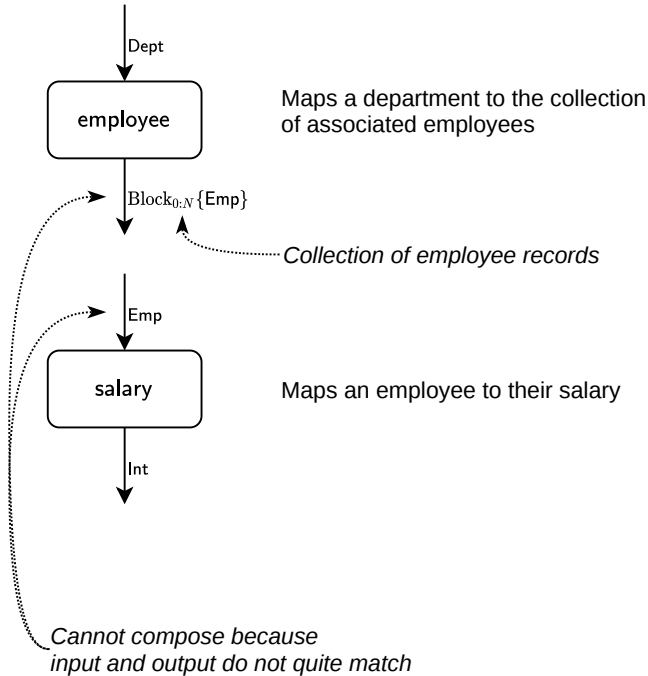 Dept
employee
Maps a department to the collection
of associated employees
Block0:N{Emp}
Collection of employee records
Emp
salary
Maps an employee to their salary
Int
Cannot compose because
input and output do not quite match